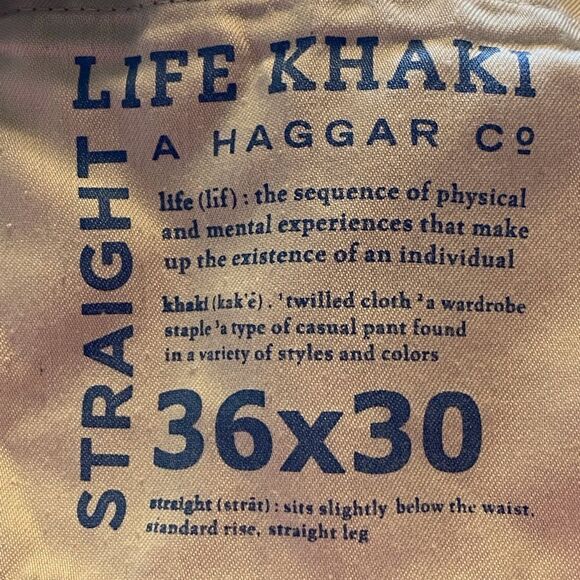 LIFE KHAKI
A HAGGAR Cº
STRAIGHT
life (līf) : the sequence of physical
and mental experiences that make
up the existence of an individual
khaki (kak'ē) . ¹twilled cloth ²a wardrobe
staple ³a type of casual pant found
in a variety of styles and colors
36x30
straight (strāt) : sits slightly below the waist,
standard rise, straight leg